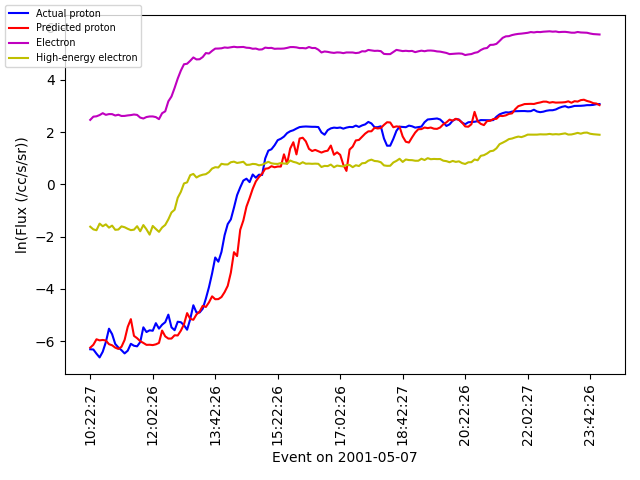 Actual proton
Predicted proton
Electron
High-energy electron
4
2
0
−2
−4
−6
ln(Flux (/cc/s/sr))
10:22:27
12:02:26
13:42:26
15:22:26
17:02:26
18:42:27
20:22:26
22:02:27
23:42:26
Event on 2001-05-07